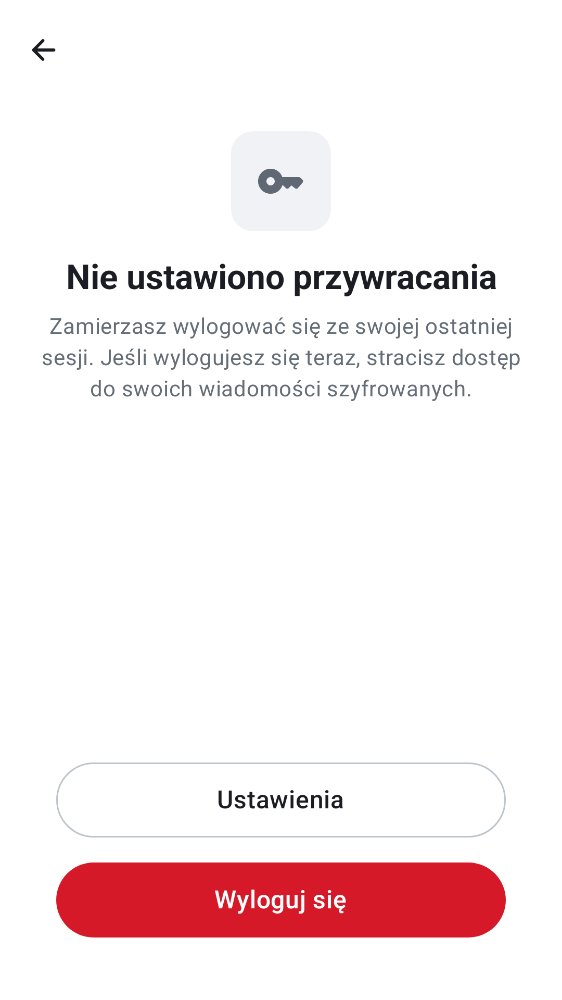 Nie ustawiono przywracania
Zamierzasz wylogować się ze swojej ostatniej
sesji. Jeśli wylogujesz się teraz, stracisz dostęp
do swoich wiadomości szyfrowanych.
Ustawienia
Wyloguj się